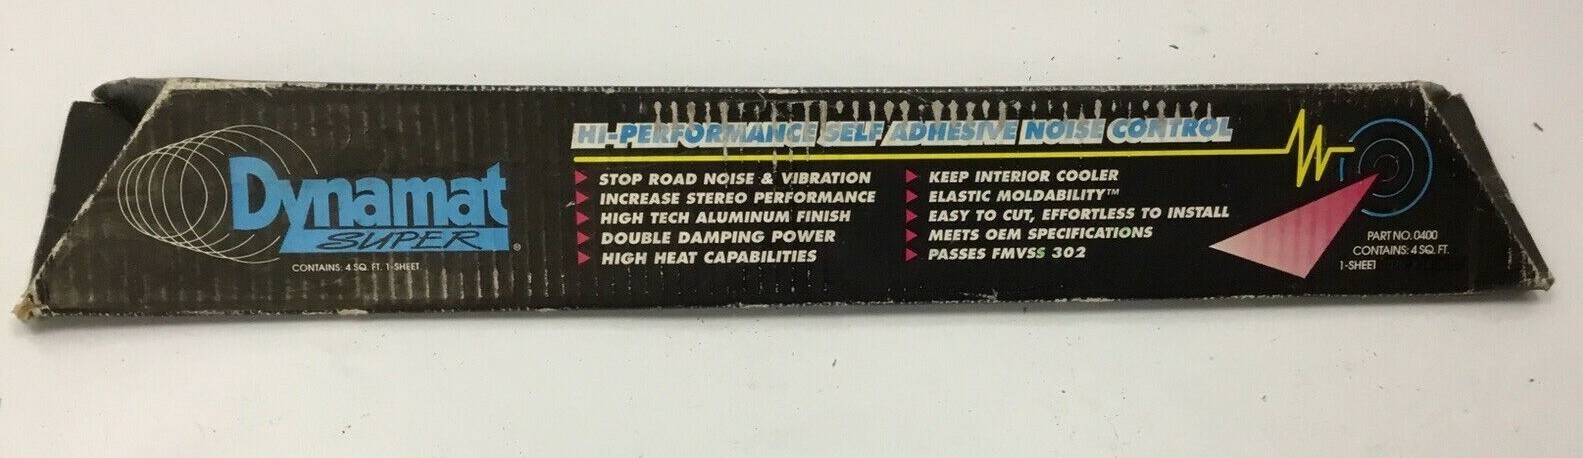 Dynamat
SUPER®
CONTAINS: 4 SQ. FT. 1-SHEET
HI-PERFORMANCE SELF ADHESIVE NOISE CONTROL
STOP ROAD NOISE & VIBRATION
INCREASE STEREO PERFORMANCE
HIGH TECH ALUMINUM FINISH
DOUBLE DAMPING POWER
HIGH HEAT CAPABILITIES
KEEP INTERIOR COOLER
ELASTIC MOLDABILITY™
EASY TO CUT, EFFORTLESS TO INSTALL
MEETS OEM SPECIFICATIONS
PASSES FMVSS 302
PART NO. 0400
CONTAINS: 4 SQ. FT.
1-SHEET